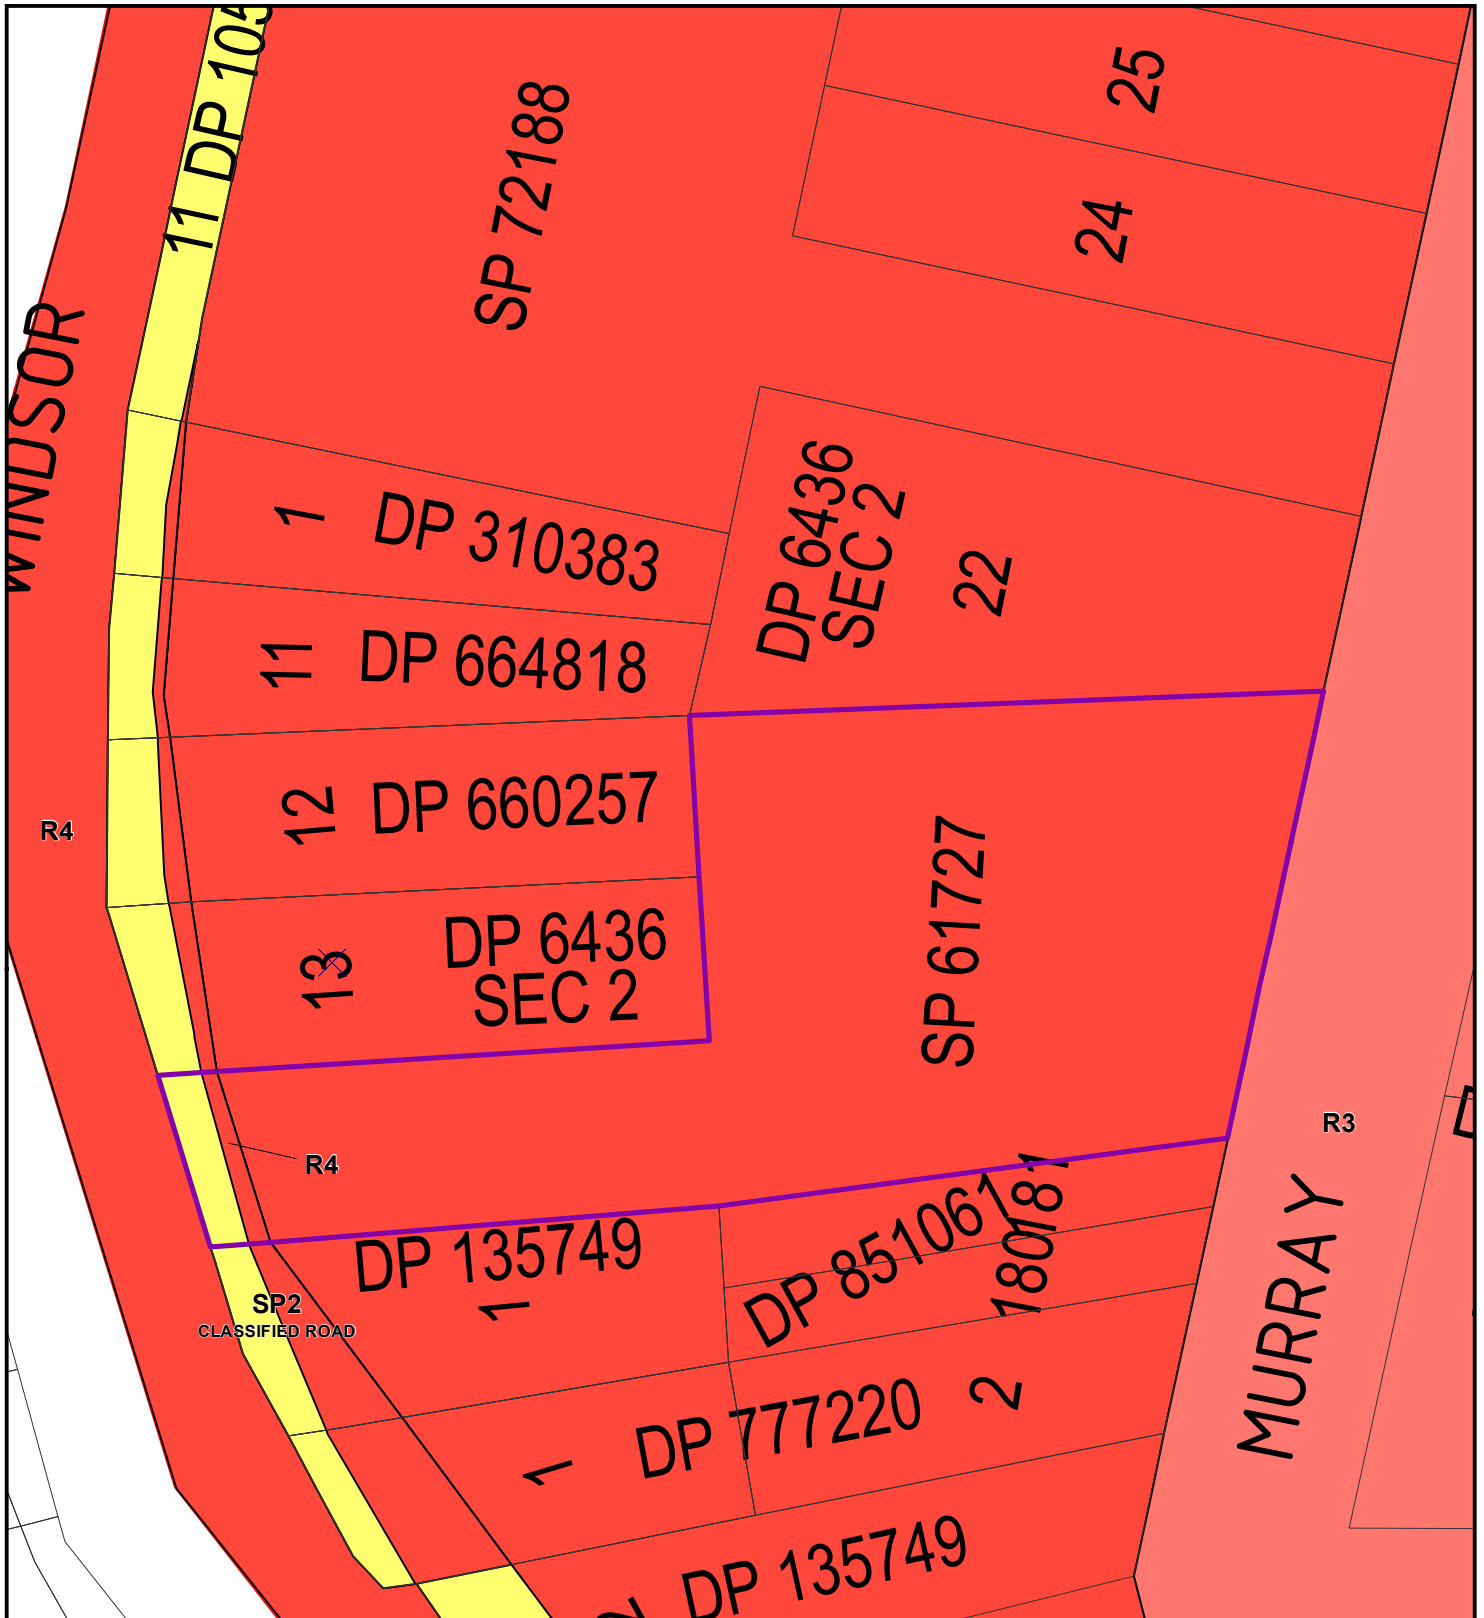 11 DP 105
SP 72188
25
24
WINDSOR
1 DP 310383
DP 6436
SEC 2
22
11 DP 664818
12 DP 660257
R4
SP 61727
13 DP 6436
SEC 2
R4
R3
MURRAY
DP 135749
1
DP 851061
180181
SP2
CLASSIFIED ROAD
1 DP 777220 2
DP 135749